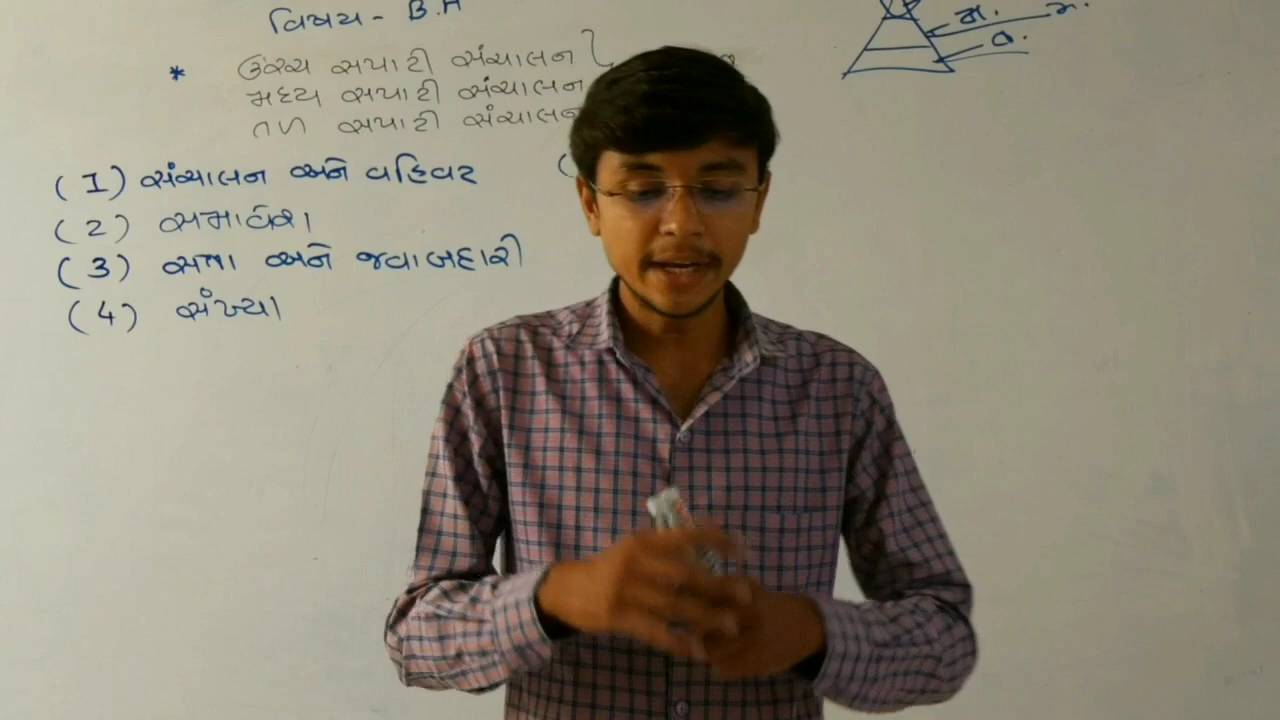 વિષય - B.A
* ઉચ્ચ સપાટી સંચાલન
મધ્ય સપાટી સંચાલન
તળ સપાટી સંચાલન
(1) સંચાલન અને વહિવટ
(2) સમાવેશ
(3) સત્તા અને જવાબદારી
(4) સંખ્યા
મ.
ત.